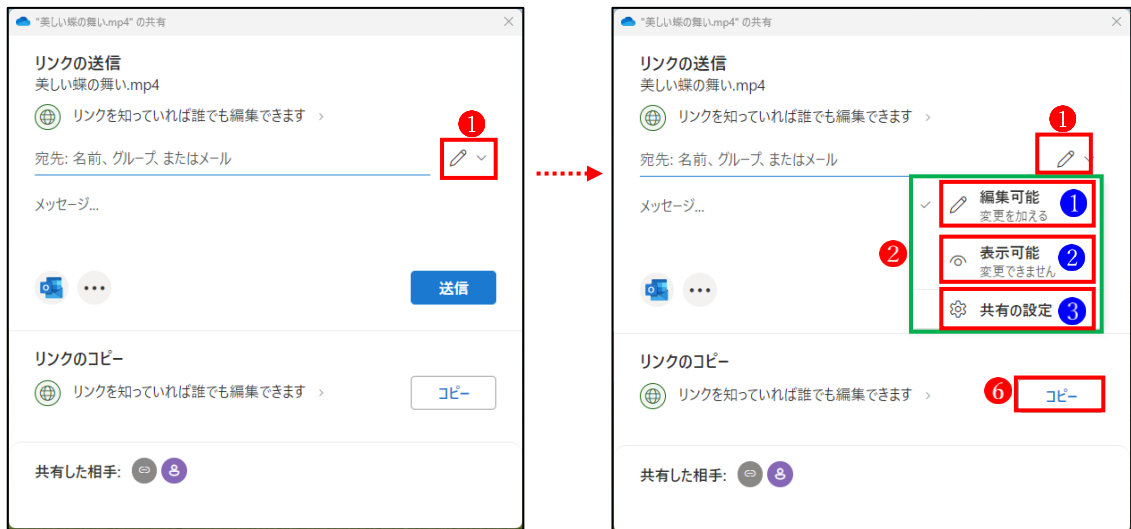 "美しい蝶の舞い.mp4" の共有
リンクの送信
美しい蝶の舞い.mp4
リンクを知っていれば誰でも編集できます
1
宛先: 名前、グループ、またはメール
メッセージ...
送信
リンクのコピー
リンクを知っていれば誰でも編集できます
コピー
共有した相手:
"美しい蝶の舞い.mp4" の共有
リンクの送信
美しい蝶の舞い.mp4
リンクを知っていれば誰でも編集できます
1
宛先: 名前、グループ、またはメール
メッセージ...
2
編集可能 1
変更を加える
表示可能 2
変更できません
共有の設定 3
リンクのコピー
リンクを知っていれば誰でも編集できます
6 コピー
共有した相手: